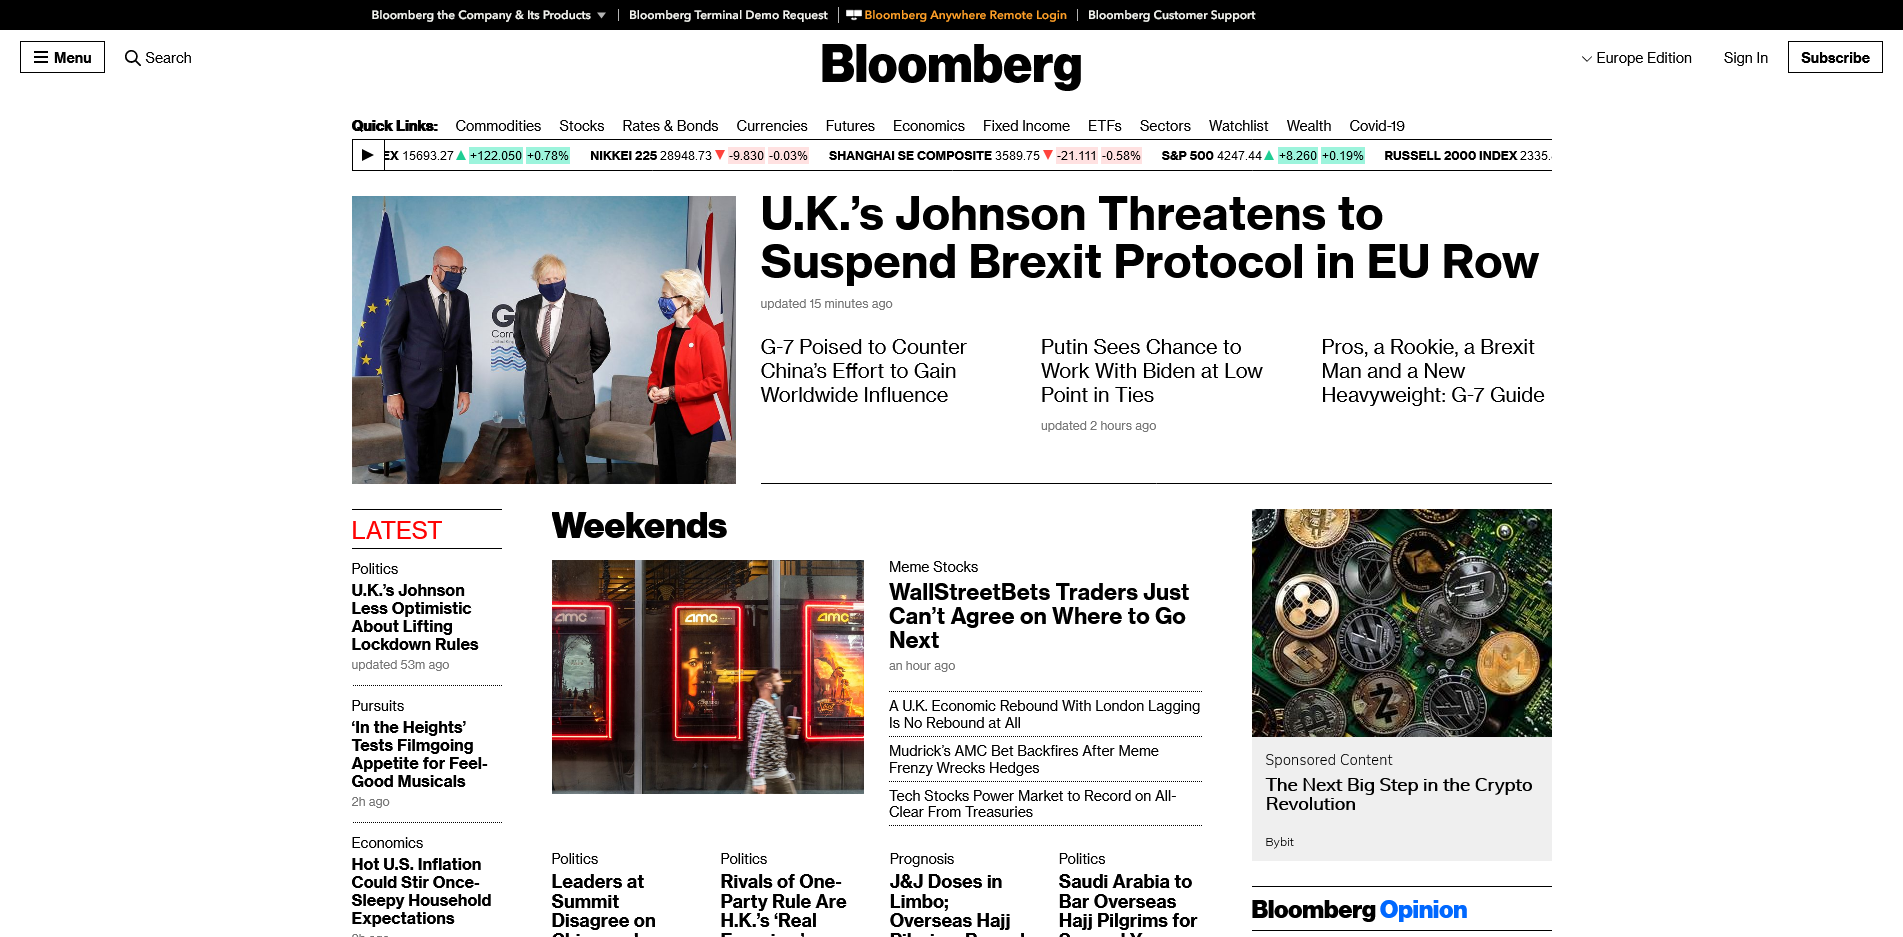 Bloomberg the Company & Its Products
Bloomberg Terminal Demo Request
Bloomberg Anywhere Remote Login
Bloomberg Customer Support
Menu
Search
Bloomberg
Europe Edition
Sign In
Subscribe
Quick Links: Commodities Stocks Rates & Bonds Currencies Futures Economics Fixed Income ETFs Sectors Watchlist Wealth Covid-19
EX 15693.27 +122.050 +0.78% NIKKEI 225 28948.73 -9.830 -0.03% SHANGHAI SE COMPOSITE 3589.75 -21.111 -0.58% S&P 500 4247.44 +8.260 +0.19% RUSSELL 2000 INDEX 2335.
U.K.’s Johnson Threatens to
Suspend Brexit Protocol in EU Row
updated 15 minutes ago
G-7 Poised to Counter
China’s Effort to Gain
Worldwide Influence
Putin Sees Chance to
Work With Biden at Low
Point in Ties
updated 2 hours ago
Pros, a Rookie, a Brexit
Man and a New
Heavyweight: G-7 Guide
LATEST
Politics
U.K.’s Johnson
Less Optimistic
About Lifting
Lockdown Rules
updated 53m ago
Pursuits
‘In the Heights’
Tests Filmgoing
Appetite for Feel-
Good Musicals
2h ago
Economics
Hot U.S. Inflation
Could Stir Once-
Sleepy Household
Expectations
Weekends
amc
amc
amc
Meme Stocks
WallStreetBets Traders Just
Can’t Agree on Where to Go
Next
an hour ago
A U.K. Economic Rebound With London Lagging
Is No Rebound at All
Mudrick’s AMC Bet Backfires After Meme
Frenzy Wrecks Hedges
Tech Stocks Power Market to Record on All-
Clear From Treasuries
Politics
Leaders at
Summit
Disagree on
Politics
Rivals of One-
Party Rule Are
H.K.’s ‘Real
Prognosis
J&J Doses in
Limbo;
Overseas Hajj
Politics
Saudi Arabia to
Bar Overseas
Hajj Pilgrims for
Sponsored Content
The Next Big Step in the Crypto
Revolution
Bybit
Bloomberg Opinion